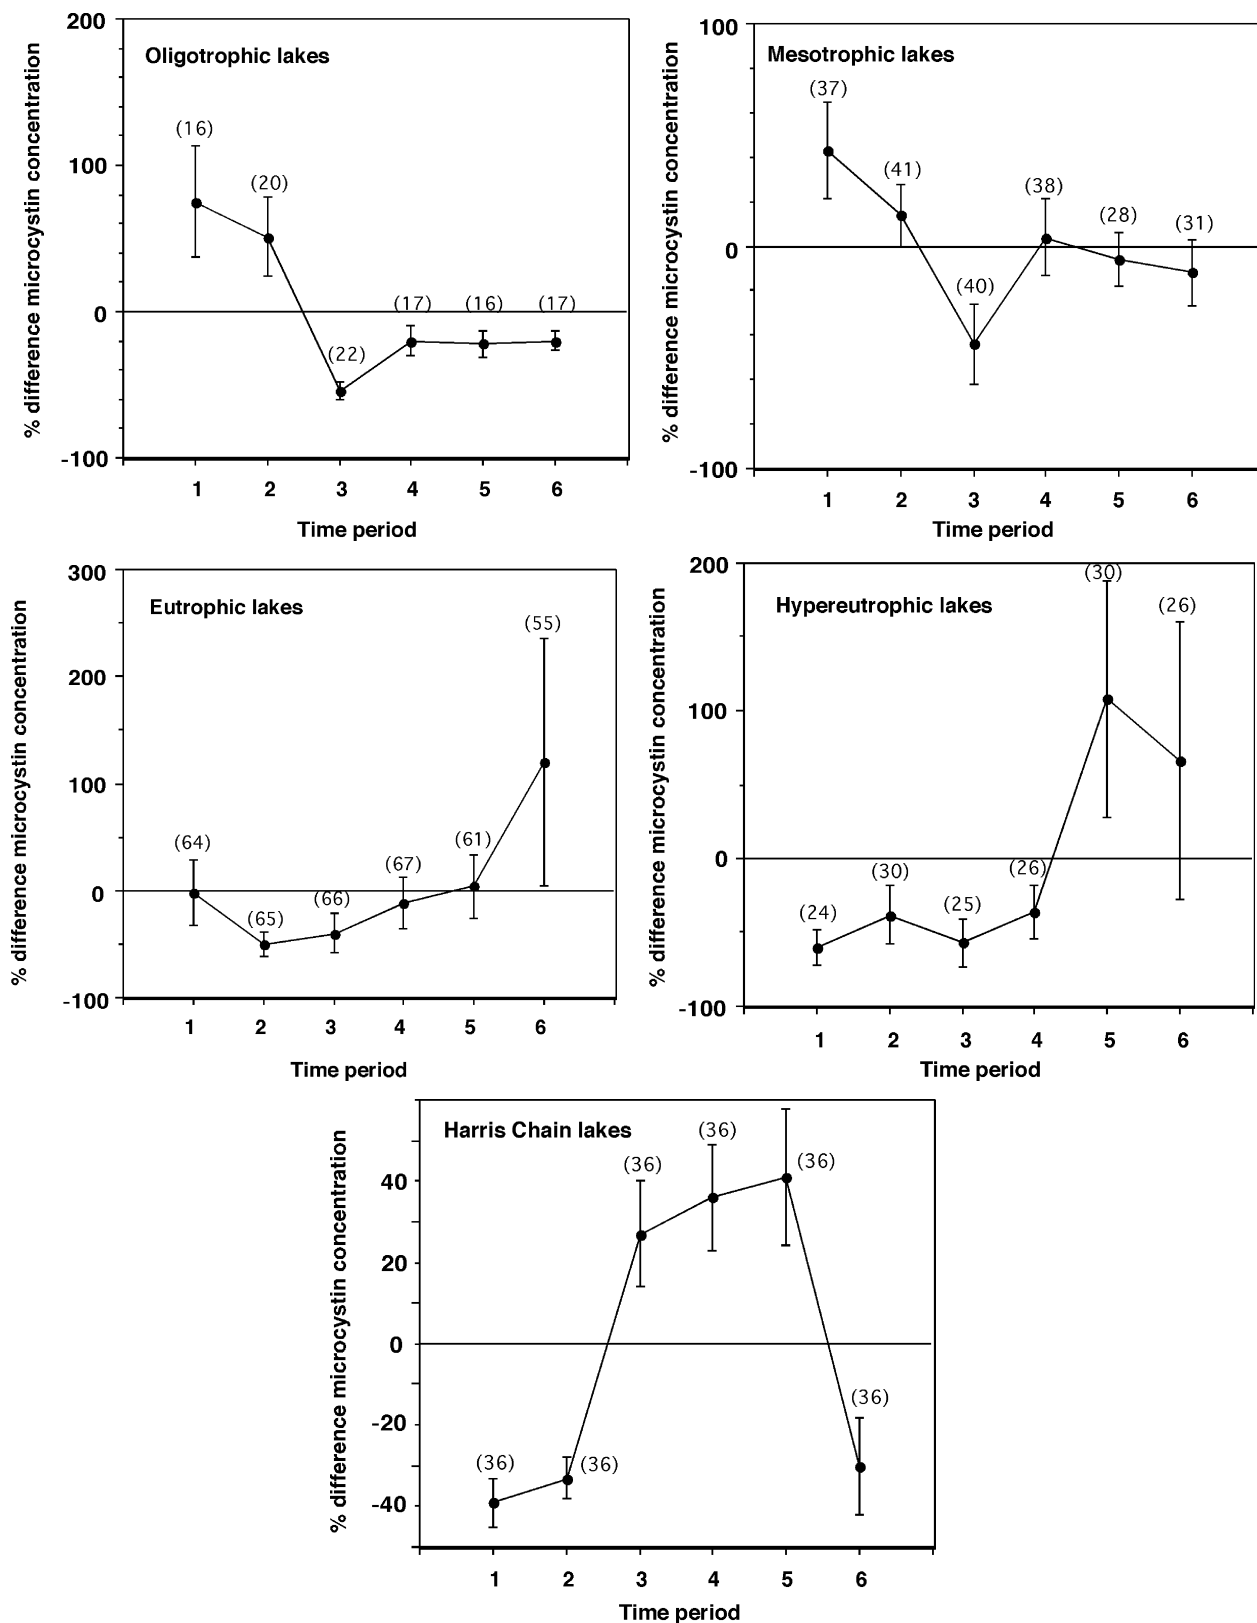 % difference microcystin concentration
200
100
0
-100
Oligotrophic lakes
(16)
(20)
(22)
(17)
(16)
(17)
1 2 3 4 5 6
Time period
% difference microcystin concentration
100
0
-100
Mesotrophic lakes
(37)
(41)
(40)
(38)
(28)
(31)
1 2 3 4 5 6
Time period
% difference microcystin concentration
300
200
100
0
-100
Eutrophic lakes
(64)
(65)
(66)
(67)
(61)
(55)
1 2 3 4 5 6
Time period
% difference microcystin concentration
200
100
0
-100
Hypereutrophic lakes
(24)
(30)
(25)
(26)
(30)
(26)
1 2 3 4 5 6
Time period
% difference microcystin concentration
40
20
0
-20
-40
Harris Chain lakes
(36)
(36)
(36)
(36)
(36)
(36)
1 2 3 4 5 6
Time period